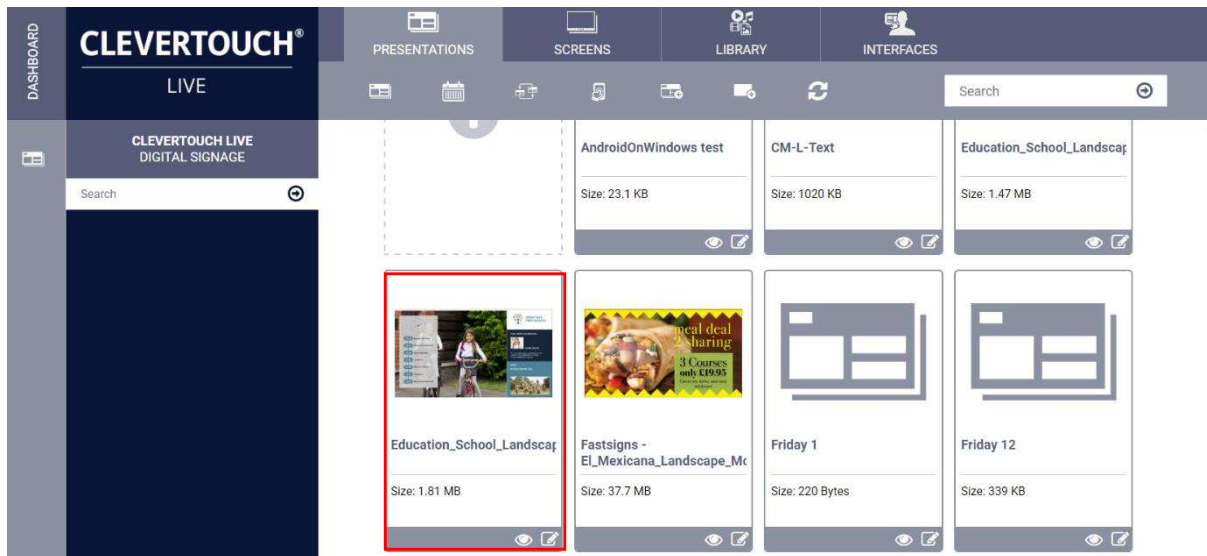 DASHBOARD
CLEVERTOUCH®
LIVE
PRESENTATIONS
SCREENS
LIBRARY
INTERFACES
Search
CLEVERTOUCH LIVE
DIGITAL SIGNAGE
Search
AndroidOnWindows test
Size: 23.1 KB
CM-L-Text
Size: 1020 KB
Education_School_Landscap
Size: 1.47 MB
Education_School_Landscap
Size: 1.81 MB
meal deal
2 sharing
3 Courses
only £19.95
Fastsigns -
El_Mexicana_Landscape_Mc
Size: 37.7 MB
Friday 1
Size: 220 Bytes
Friday 12
Size: 339 KB